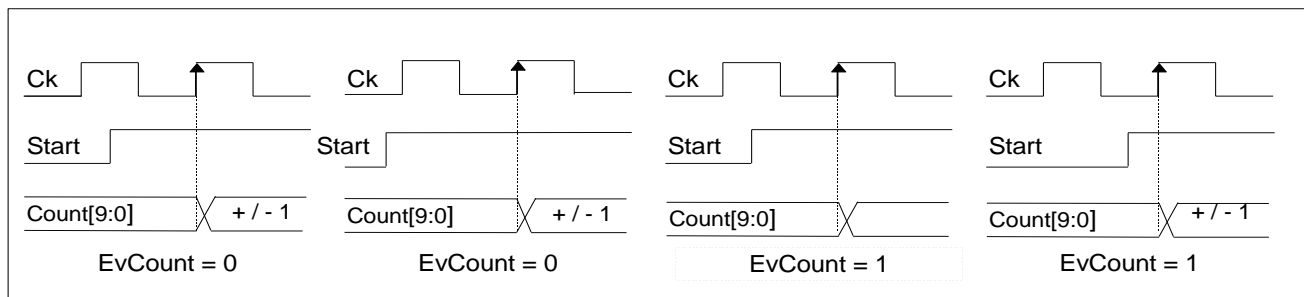 Ck Ck Ck Ck
Start Start Start Start
Count[9:0] + / - 1 Count[9:0] + / - 1 Count[9:0] Count[9:0] + / - 1
EvCount = 0 EvCount = 0 EvCount = 1 EvCount = 1